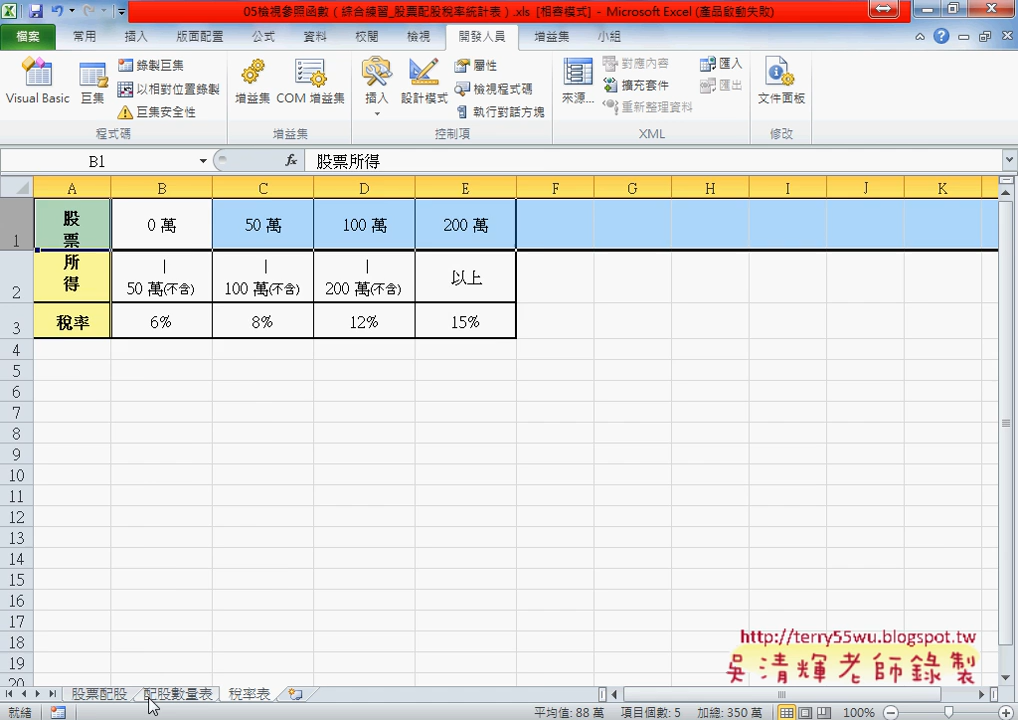 05檢視參照函數（綜合練習_股票配股稅率統計表）.xls [相容模式] - Microsoft Excel (產品啟動失敗)
檔案 常用 插入 版面配置 公式 資料 校閱 檢視 開發人員 增益集 小組
Visual Basic 巨集 錄製巨集 以相對位置錄製 巨集安全性
增益集 COM 增益集
插入 設計模式 屬性 檢視程式碼 執行對話方塊
來源... 對應內容 擴充套件 重新整理資料 匯入 匯出
文件面板
程式碼 增益集 控制項 XML 修改
B1 fx 股票所得
A B C D E F G H I J K
1 股票 0 萬 50 萬 100 萬 200 萬
2 所得 | 50 萬(不含) | 100 萬(不含) | 200 萬(不含) 以上
3 稅率 6% 8% 12% 15%
4
5
6
7
8
9
10
11
12
13
14
15
16
17
18
19
20
http://terry55wu.blogspot.tw
吳清輝老師錄製
股票配股 配股數量表 稅率表
就緒 平均值: 88 萬 項目個數: 5 加總: 350 萬 100%